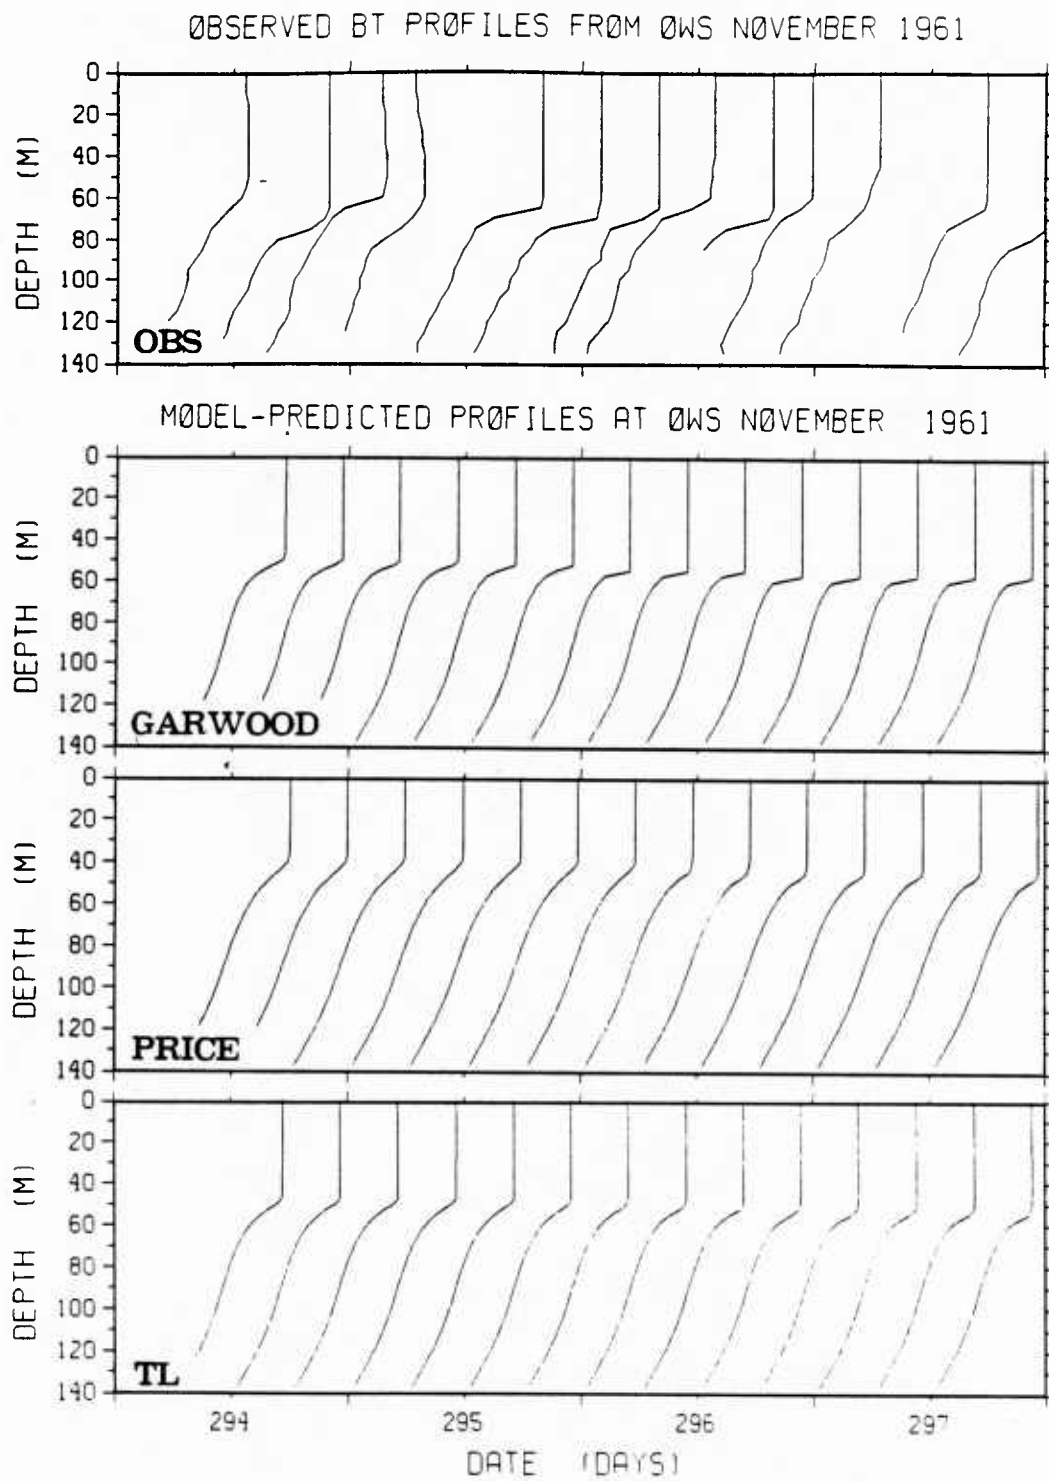 ØBSERVED BT PRØFILES FRØM ØWS NØVEMBER 1961
0
20
40
60
80
100
120
140
DEPTH (M)
OBS
MØDEL-PREDICTED PRØFILES AT ØWS NØVEMBER 1961
0
20
40
60
80
100
120
140
DEPTH (M)
GARWOOD
0
20
40
60
80
100
120
140
DEPTH (M)
PRICE
0
20
40
60
80
100
120
140
DEPTH (M)
TL
294 295 296 297
DATE (DAYS)